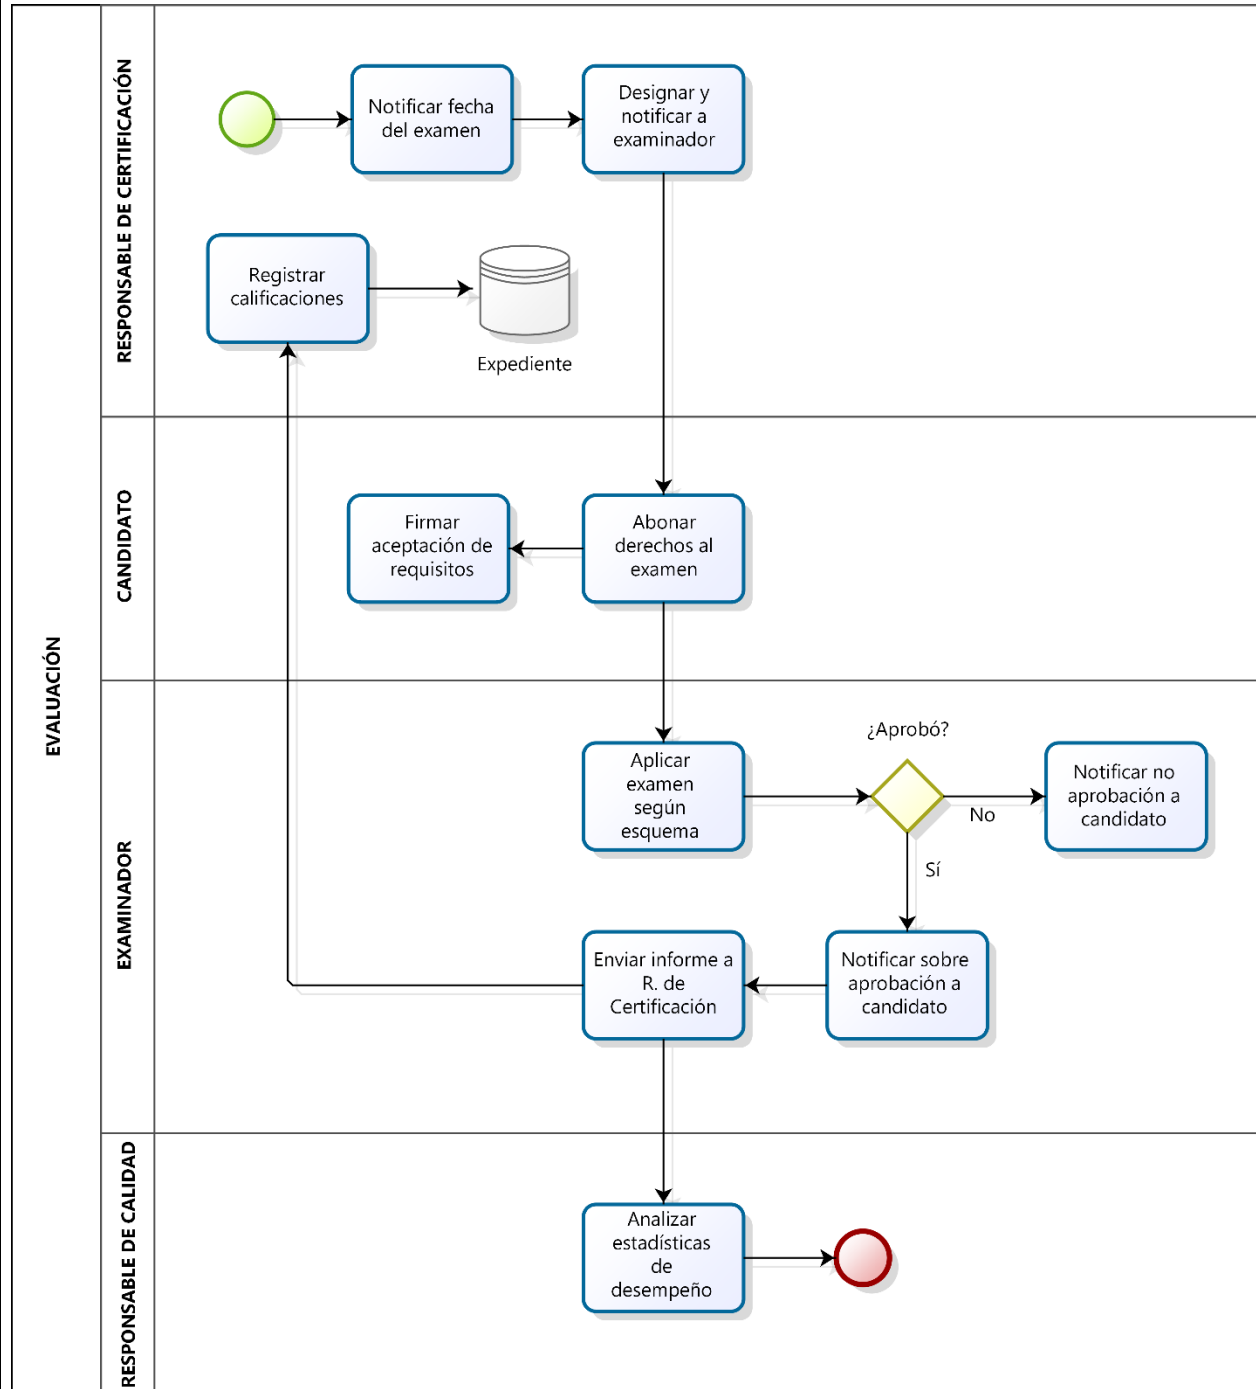 EVALUACIÓN
RESPONSABLE DE CERTIFICACIÓN
Notificar fecha
del examen
Designar y
notificar a
examinador
Registrar
calificaciones
Expediente
CANDIDATO
Firmar
aceptación de
requisitos
Abonar
derechos al
examen
EXAMINADOR
Aplicar
examen
según
esquema
¿Aprobó?
No
Notificar no
aprobación a
candidato
Sí
Enviar informe a
R. de
Certificación
Notificar sobre
aprobación a
candidato
RESPONSABLE DE CALIDAD
Analizar
estadísticas
de
desempeño